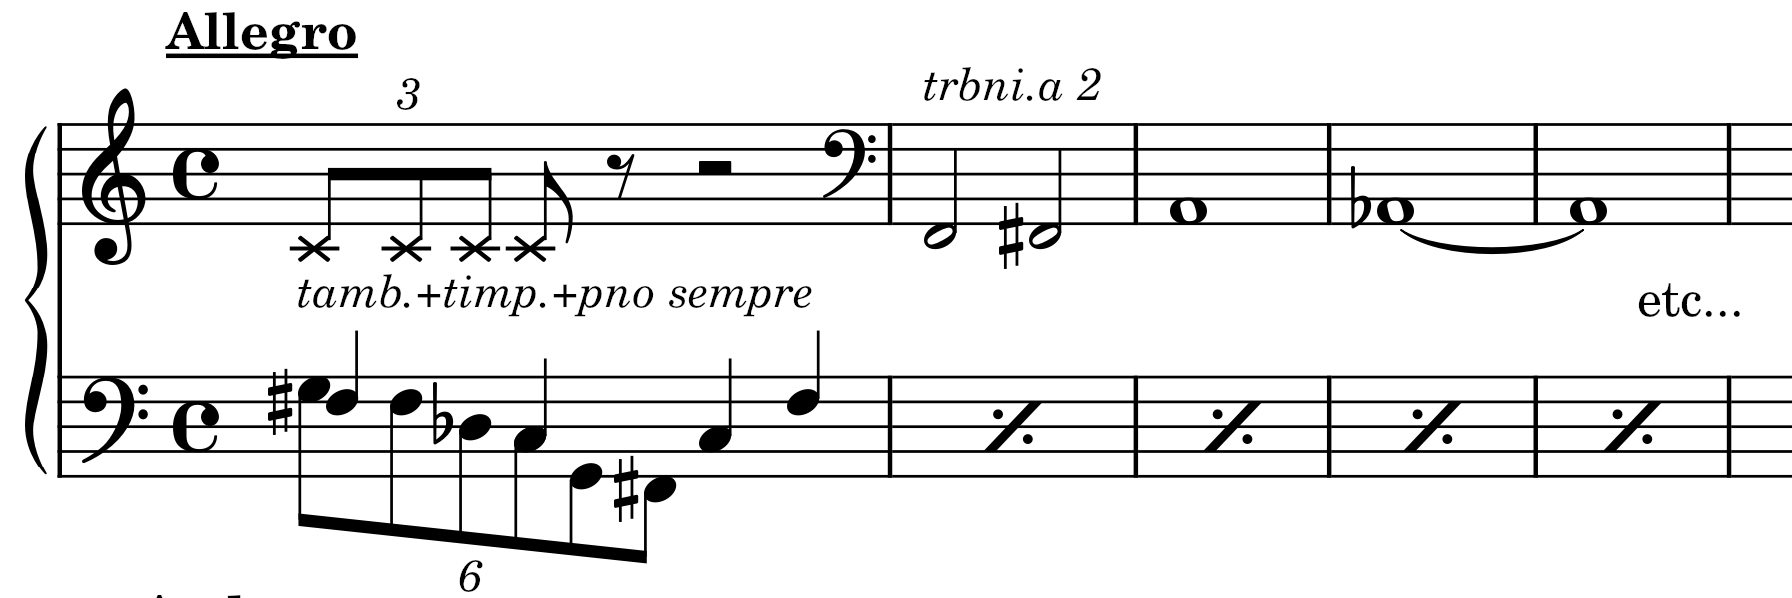 Allegro
3
trbni.a 2
tamb.+timp.+pno sempre
etc...
6